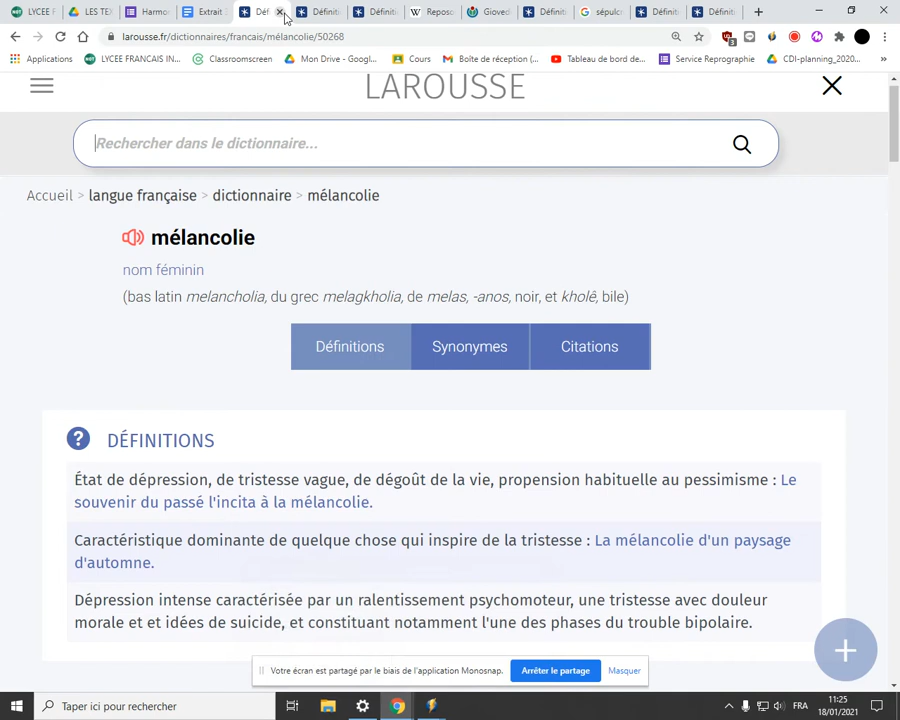 LYCEE F
LES TEX
Harmon
Extrait 2
Déf
Définiti
Définiti
Reposo
Gioved
Définiti
sépulcr
Définiti
Définiti
larousse.fr/dictionnaires/francais/mélancolie/50268
3
Applications
LYCEE FRANCAIS IN...
Classroomscreen
Mon Drive - Googl...
Cours
Boîte de réception (...
Tableau de bord de...
Service Reprographie
CDI-planning_2020...
LAROUSSE
Rechercher dans le dictionnaire...
Accueil > langue française > dictionnaire > mélancolie
mélancolie
nom féminin
(bas latin melancholia, du grec melagkholia, de melas, -anos, noir, et kholê, bile)
Définitions
Synonymes
Citations
? DÉFINITIONS
État de dépression, de tristesse vague, de dégoût de la vie, propension habituelle au pessimisme : Le
souvenir du passé l'incita à la mélancolie.
Caractéristique dominante de quelque chose qui inspire de la tristesse : La mélancolie d'un paysage
d'automne.
Dépression intense caractérisée par un ralentissement psychomoteur, une tristesse avec douleur
morale et et idées de suicide, et constituant notamment l'une des phases du trouble bipolaire.
Votre écran est partagé par le biais de l'application Monosnap.
Arrêter le partage
Masquer
Taper ici pour rechercher
FRA
11:25
18/01/2021